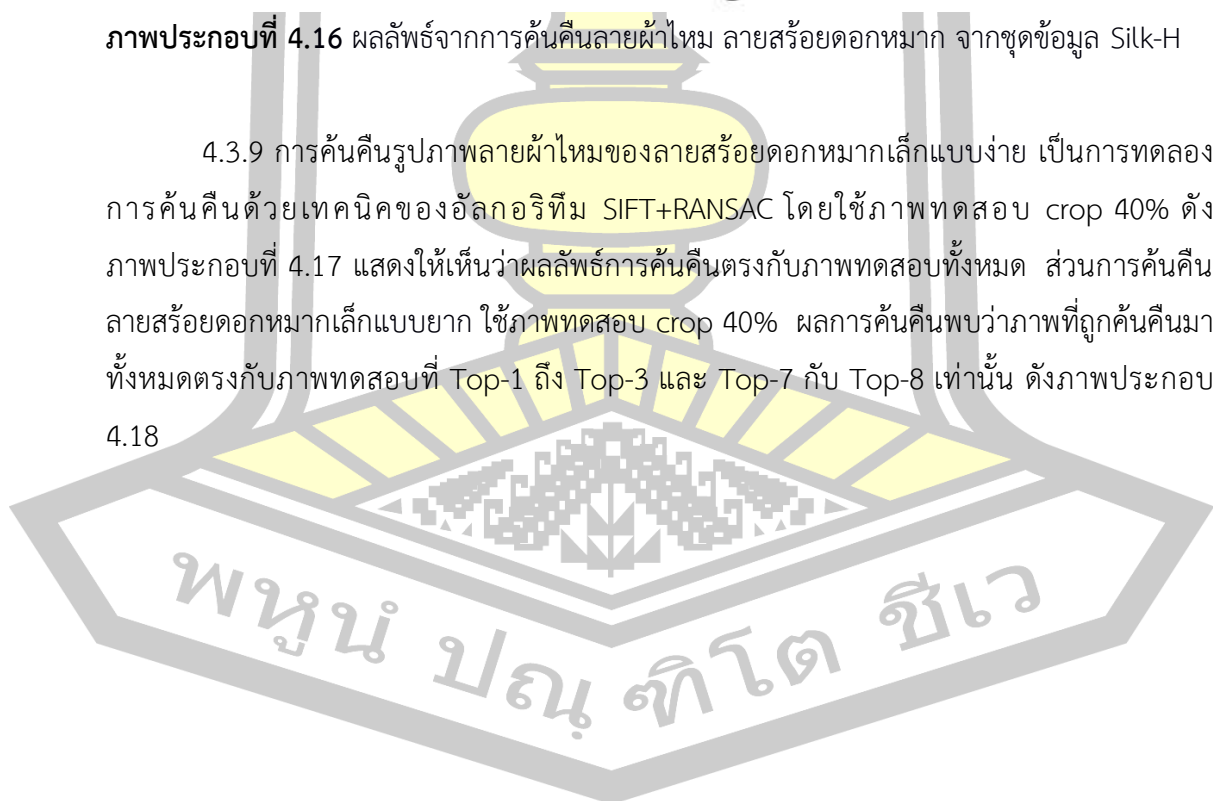 ภาพประกอบที่ 4.16 ผลลัพธ์จากการค้นคืนลายผ้าไหม ลายสร้อยดอกหมาก จากชุดข้อมูล Silk-H
4.3.9 การค้นคืนรูปภาพลายผ้าไหมของลายสร้อยดอกหมากเล็กแบบง่าย เป็นการทดลอง
การค้นคืนด้วยเทคนิคของอัลกอริทึม SIFT+RANSAC โดยใช้ภาพทดสอบ crop 40% ดัง
ภาพประกอบที่ 4.17 แสดงให้เห็นว่าผลลัพธ์การค้นคืนตรงกับภาพทดสอบทั้งหมด ส่วนการค้นคืน
ลายสร้อยดอกหมากเล็กแบบยาก ใช้ภาพทดสอบ crop 40% ผลการค้นคืนพบว่าภาพที่ถูกค้นคืนมา
ทั้งหมดตรงกับภาพทดสอบที่ Top-1 ถึง Top-3 และ Top-7 กับ Top-8 เท่านั้น ดังภาพประกอบ
4.18
พหูนํ ปณฺฑิโต ชีเว